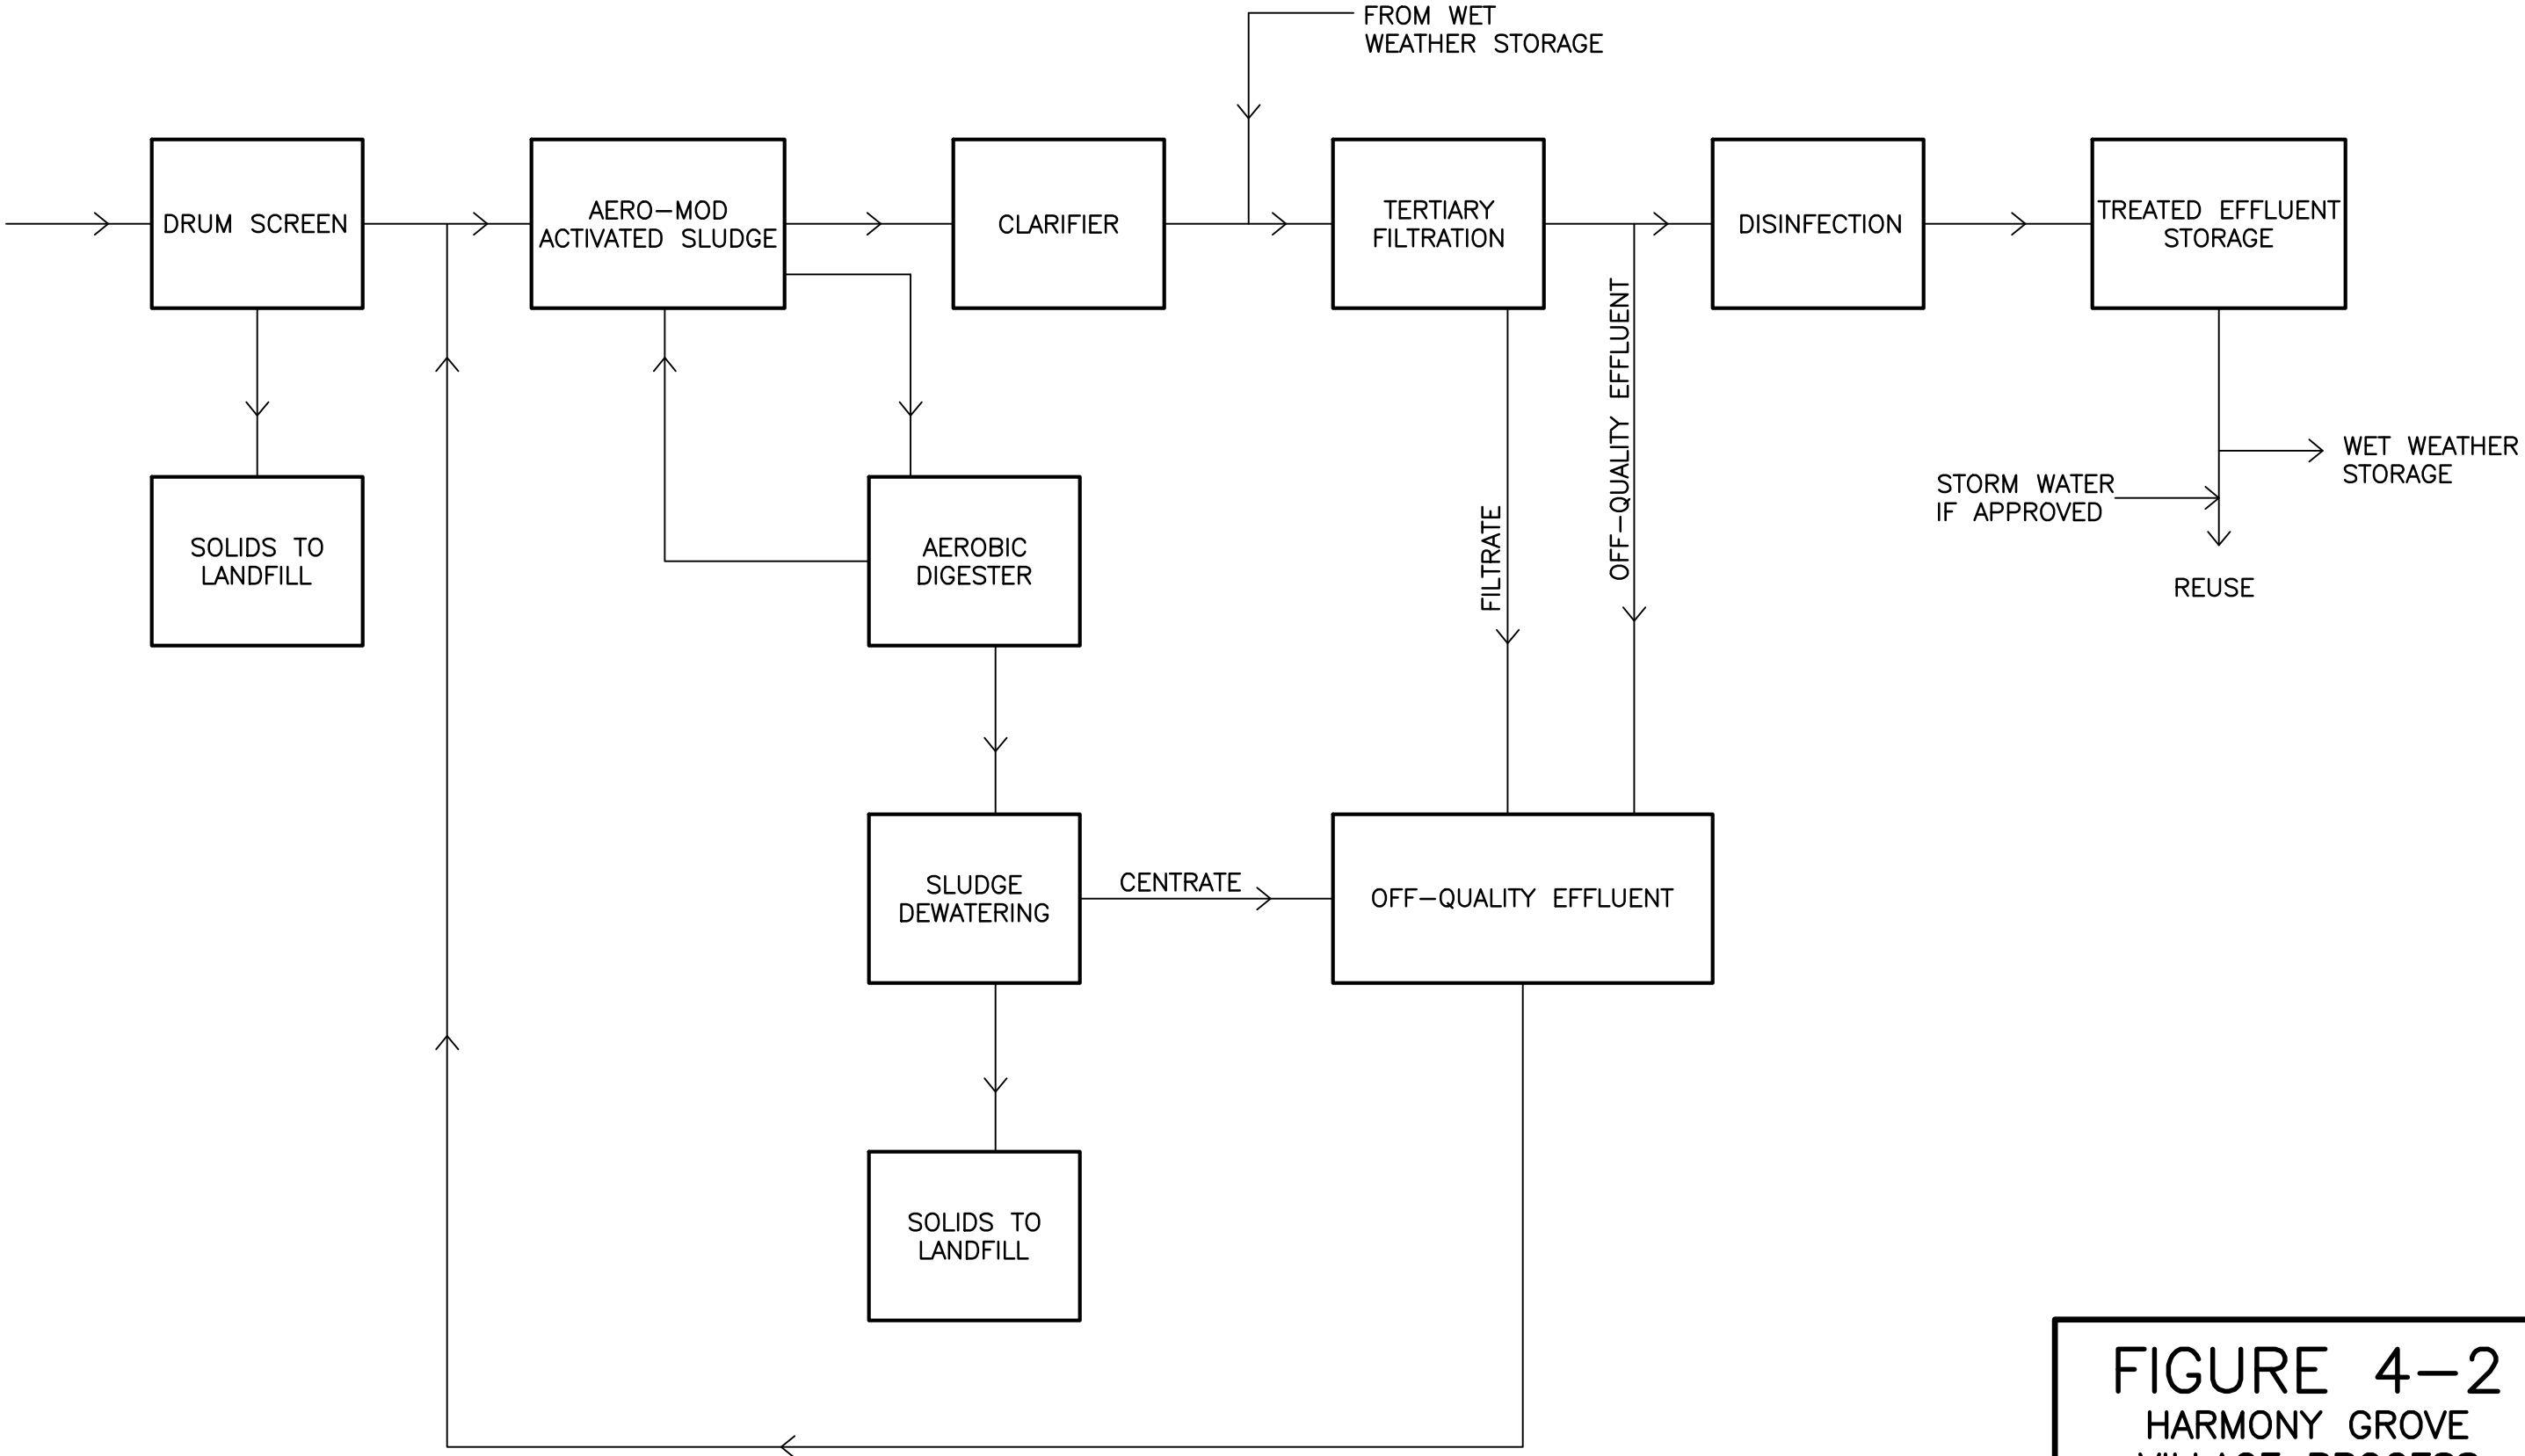 FROM WET
WEATHER STORAGE
DRUM SCREEN
AERO-MOD
ACTIVATED SLUDGE
CLARIFIER
TERTIARY
FILTRATION
DISINFECTION
TREATED EFFLUENT
STORAGE
OFF-QUALITY EFFLUENT
FILTRATE
WET WEATHER
STORAGE
STORM WATER
IF APPROVED
REUSE
SOLIDS TO
LANDFILL
AEROBIC
DIGESTER
SLUDGE
DEWATERING
CENTRATE
OFF-QUALITY EFFLUENT
SOLIDS TO
LANDFILL
FIGURE 4-2
HARMONY GROVE
VILLAGE PROCESS